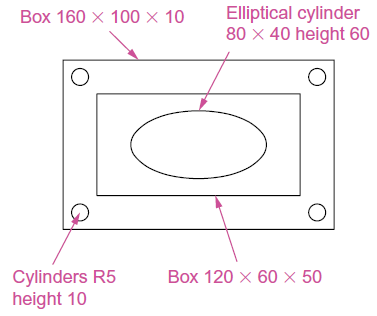 Box 160 × 100 × 10
Elliptical cylinder
80 × 40 height 60
Cylinders R5
height 10
Box 120 × 60 × 50